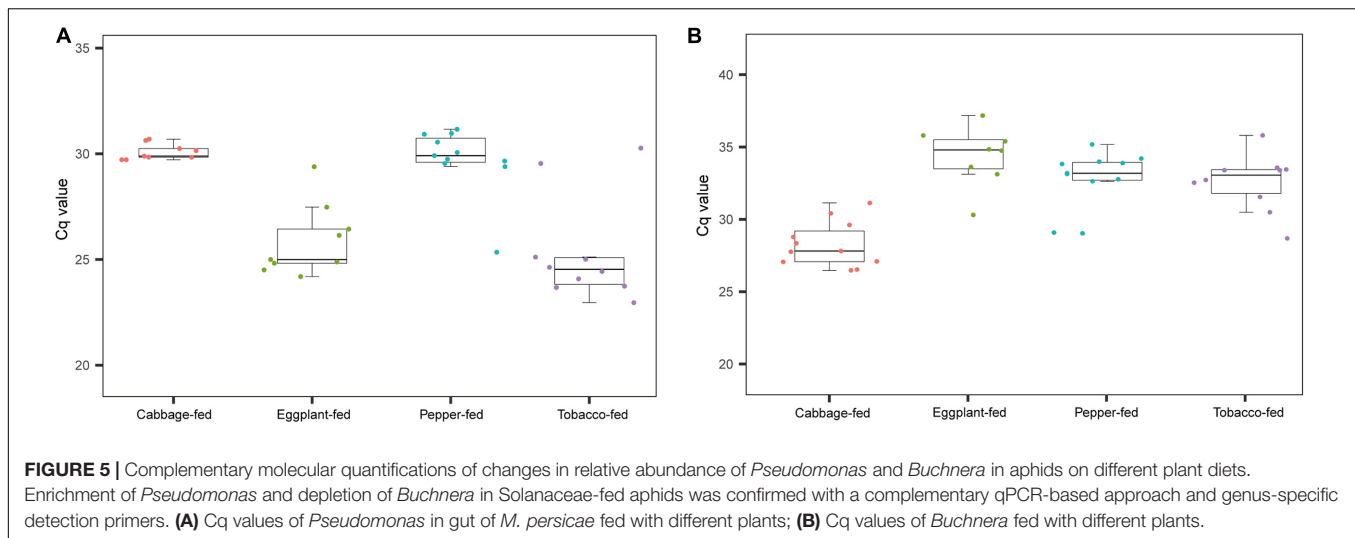 A
35
30
25
20
Cq value
Cabbage-fed
Eggplant-fed
Pepper-fed
Tobacco-fed
B
40
35
30
25
20
Cq value
Cabbage-fed
Eggplant-fed
Pepper-fed
Tobacco-fed
FIGURE 5 | Complementary molecular quantifications of changes in relative abundance of Pseudomonas and Buchnera in aphids on different plant diets.
Enrichment of Pseudomonas and depletion of Buchnera in Solanaceae-fed aphids was confirmed with a complementary qPCR-based approach and genus-specific
detection primers. (A) Cq values of Pseudomonas in gut of M. persicae fed with different plants; (B) Cq values of Buchnera fed with different plants.